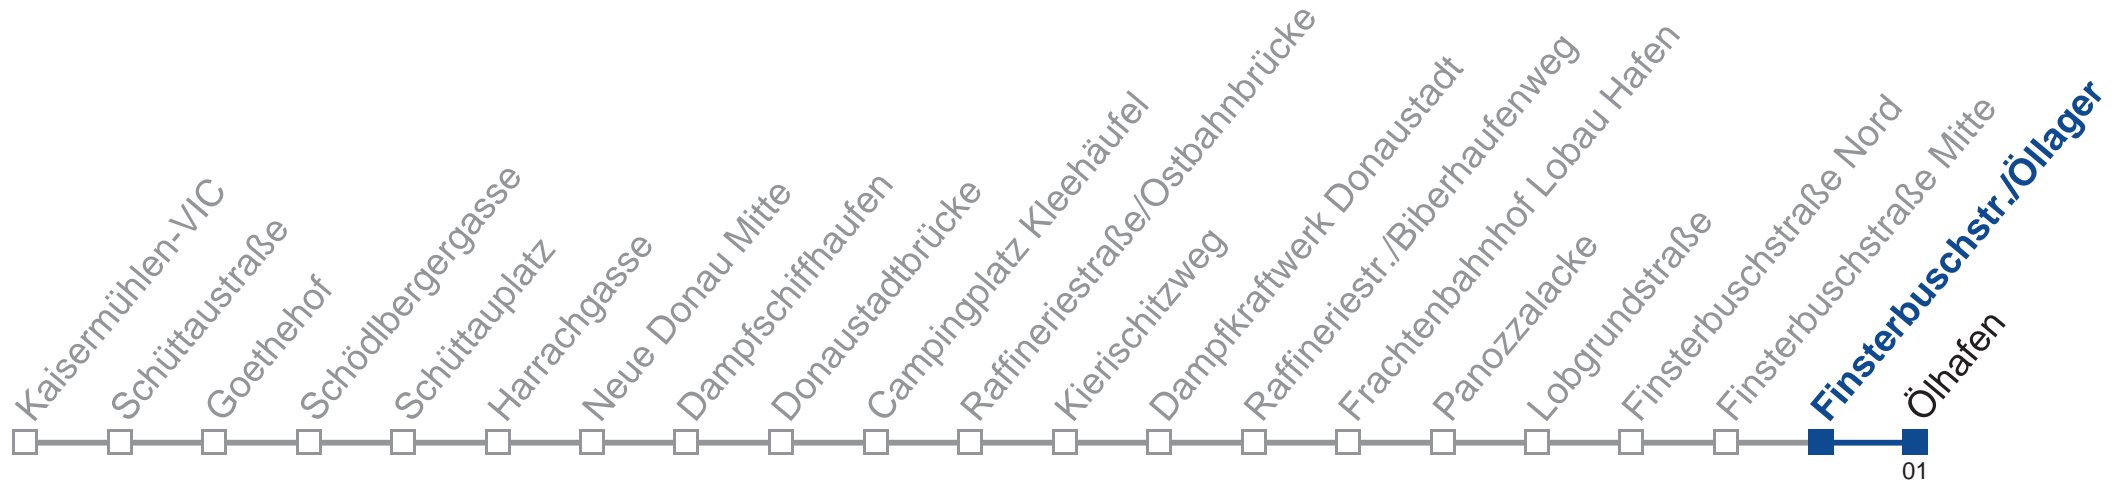 Kaisermühlen-VIC
Schüttaustraße
Goethehof
Schödlbergergasse
Schüttauplatz
Harrachgasse
Neue Donau Mitte
Dampfschiffhaufen
Donaustadtbrücke
Campingplatz Kleehäufel
Raffineriestraße/Ostbahnbrücke
Kierischitzweg
Dampfkraftwerk Donaustadt
Raffineriestr./Biberhaufenweg
Frachtenbahnhof Lobau Hafen
Panozzalacke
Lobgrundstraße
Finsterbuschstraße Nord
Finsterbuschstraße Mitte
Finsterbuschstr./Öllager
Ölhafen
01